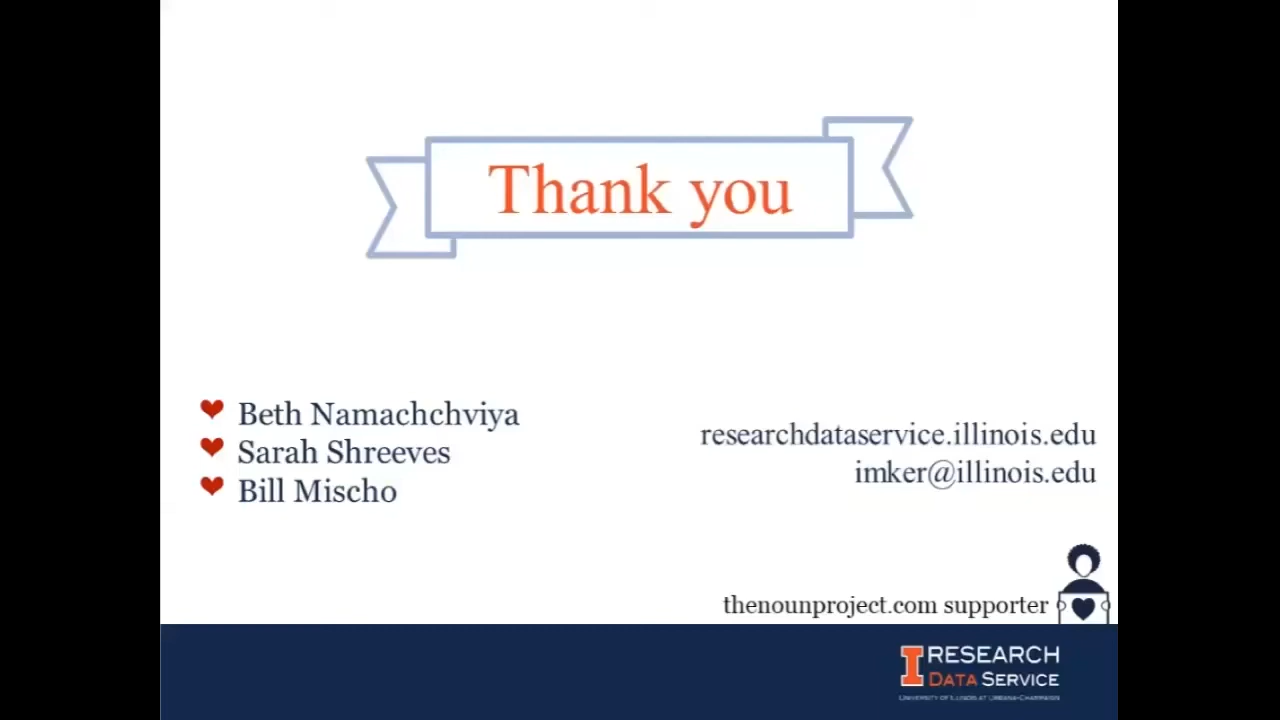 Thank you
Beth Namachchviya
Sarah Shreeves
Bill Mischo
researchdataservice.illinois.edu
imker@illinois.edu
thenounproject.com supporter
I RESEARCH
DATA SERVICE
UNIVERSITY OF ILLINOIS AT URBANA-CHAMPAIGN